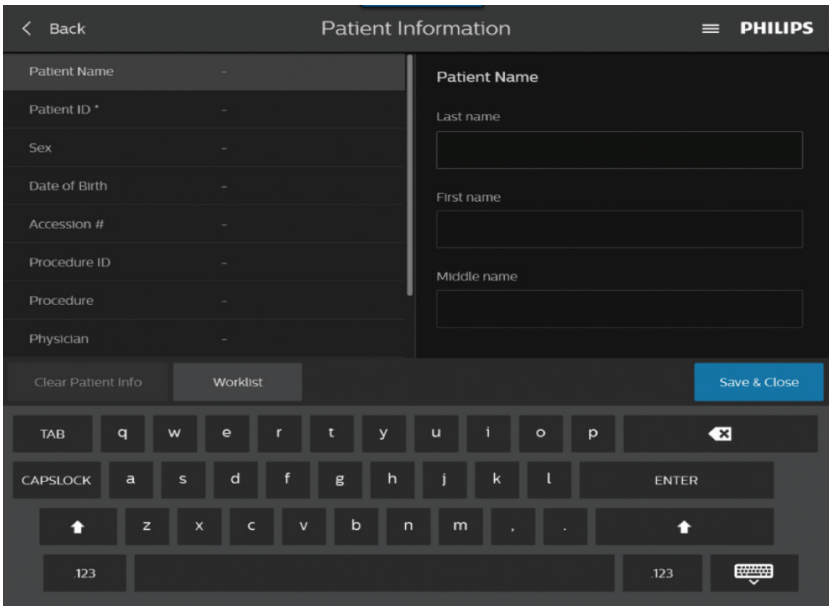 Back Patient Information PHILIPS
Patient Name -
Patient ID * -
Sex -
Date of Birth -
Accession # -
Procedure ID -
Procedure -
Physician -
Patient Name
Last name
First name
Middle name
Clear Patient Info Worklist Save & Close
TAB q w e r t y u i o p
CAPSLOCK a s d f g h j k l ENTER
z x c v b n m , .
.123 .123